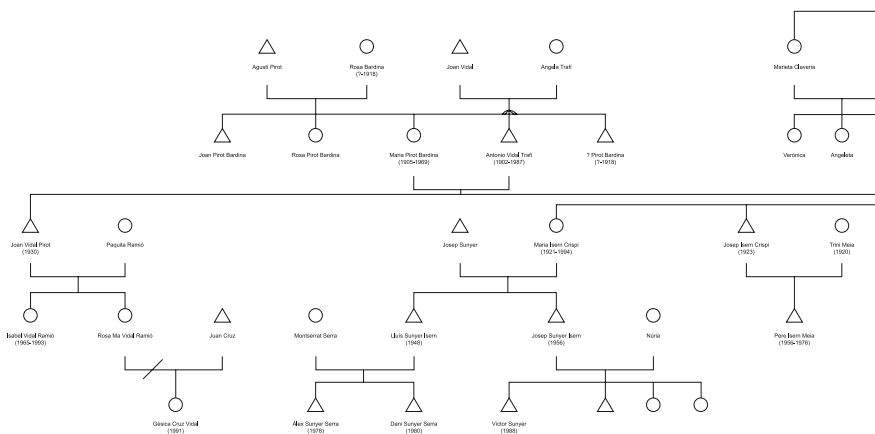 Agustí Pirot
Rosa Bardina
(?-1918)
Joan Vidal
Angela Trafí
Marieta Claveria
Joan Pirot Bardina
Rosa Pirot Bardina
Maria Pirot Bardina
(1905-1969)
Antonio Vidal Trafí
(1902-1987)
? Pirot Bardina
(?-1918)
Verònica
Angeleta
Joan Vidal Pirot
(1930)
Paquita Ramió
Josep Sunyer
Maria Isern Crispi
(1921-1994)
Josep Isern Crispi
(1923)
Trini Meia
(1920)
Isabel Vidal Ramió
(1965-1993)
Rosa Ma Vidal Ramió
Juan Cruz
Montserrat Serra
Lluís Sunyer Isern
(1948)
Josep Sunyer Isern
(1956)
Núria
Pere Isern Meia
(1956-1976)
Gèsica Cruz Vidal
(1991)
Àlex Sunyer Serra
(1978)
Dani Sunyer Serra
(1980)
Víctor Sunyer
(1988)